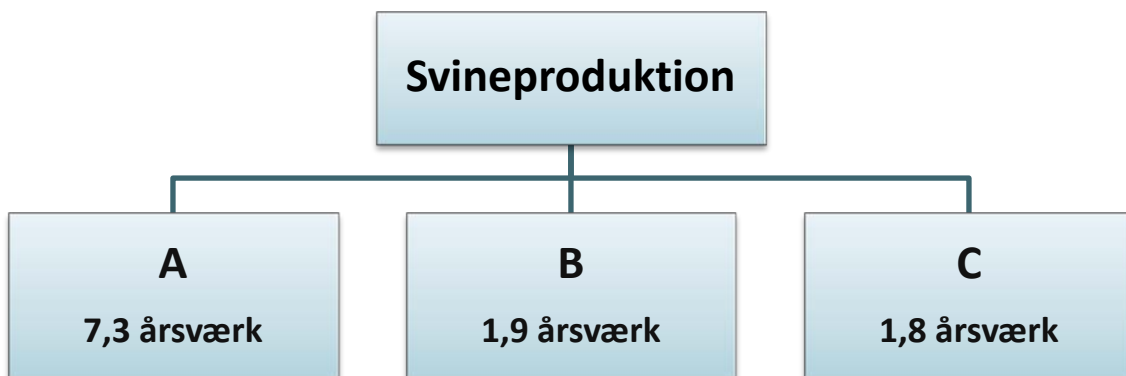 Svineproduktion
A
7,3 årsværk
B
1,9 årsværk
C
1,8 årsværk